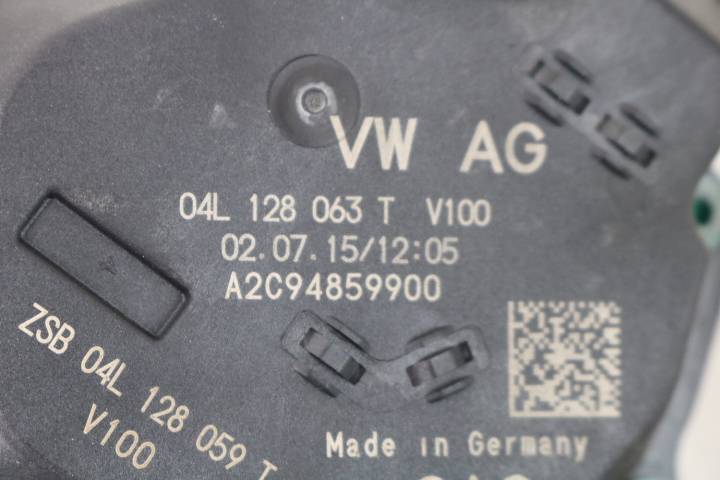 VW AG
04L 128 063 T V100
02.07.15/12:05
A2C94859900
ZSB 04L 128 059 T
V100
Made in Germany